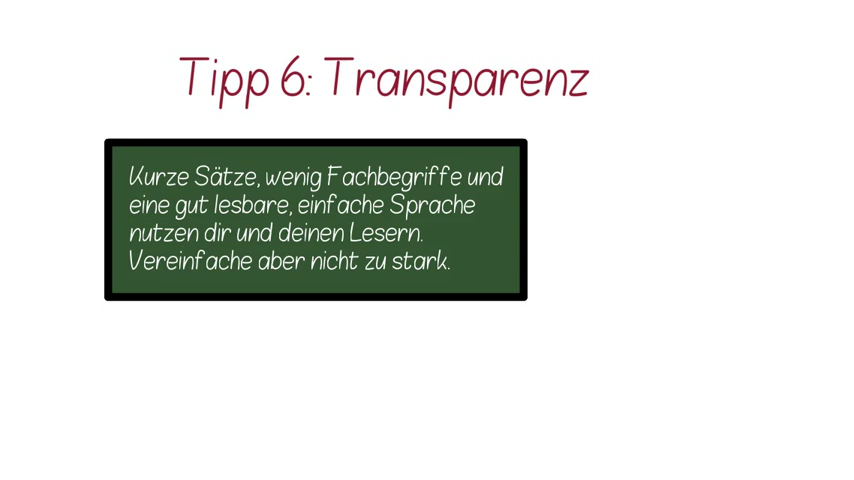 Tipp 6: Transparenz
Kurze Sätze, wenig Fachbegriffe und
eine gut lesbare, einfache Sprache
nutzen dir und deinen Lesern.
Vereinfache aber nicht zu stark.